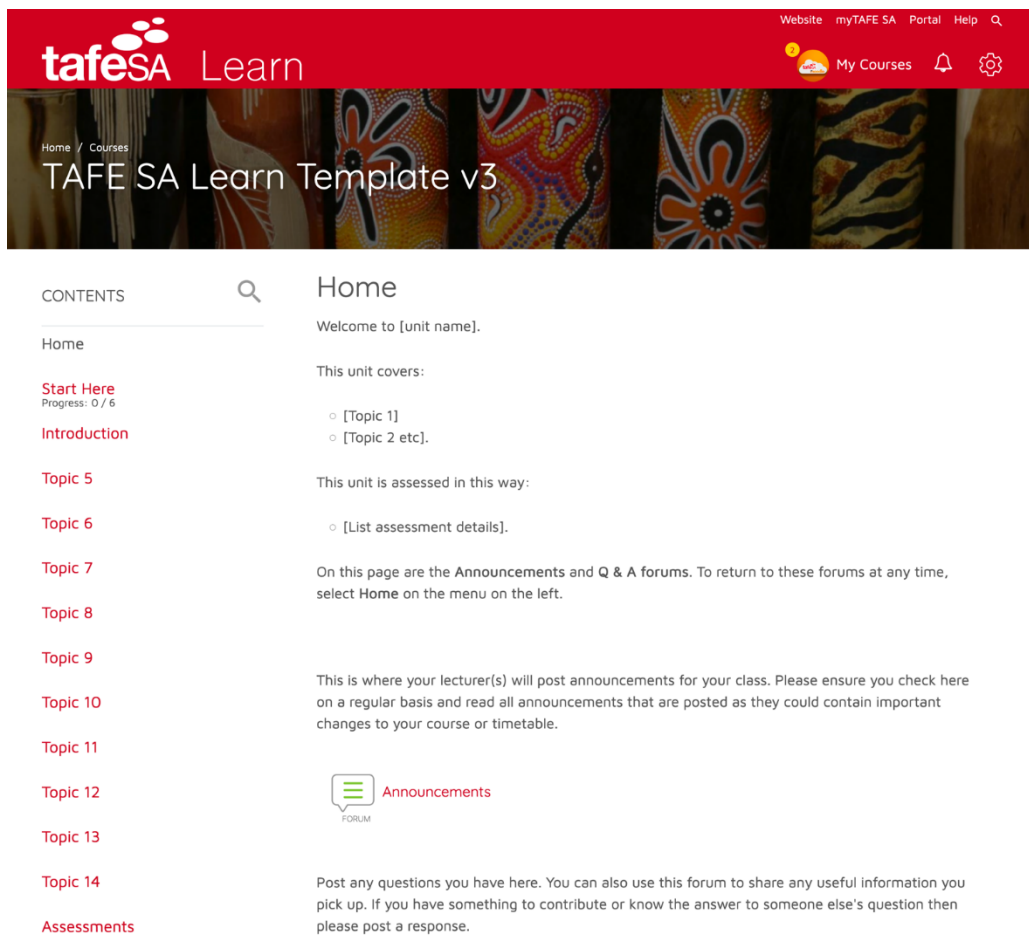 Website myTAFE SA Portal Help
tafeSA Learn
2
My Courses
Home / Courses
TAFE SA Learn Template v3
CONTENTS
Home
Start Here
Progress: 0 / 6
Introduction
Topic 5
Topic 6
Topic 7
Topic 8
Topic 9
Topic 10
Topic 11
Topic 12
Topic 13
Topic 14
Assessments
Home
Welcome to [unit name].
This unit covers:
[Topic 1]
[Topic 2 etc].
This unit is assessed in this way:
[List assessment details].
On this page are the Announcements and Q & A forums. To return to these forums at any time,
select Home on the menu on the left.
This is where your lecturer(s) will post announcements for your class. Please ensure you check here
on a regular basis and read all announcements that are posted as they could contain important
changes to your course or timetable.
Announcements
FORUM
Post any questions you have here. You can also use this forum to share any useful information you
pick up. If you have something to contribute or know the answer to someone else's question then
please post a response.